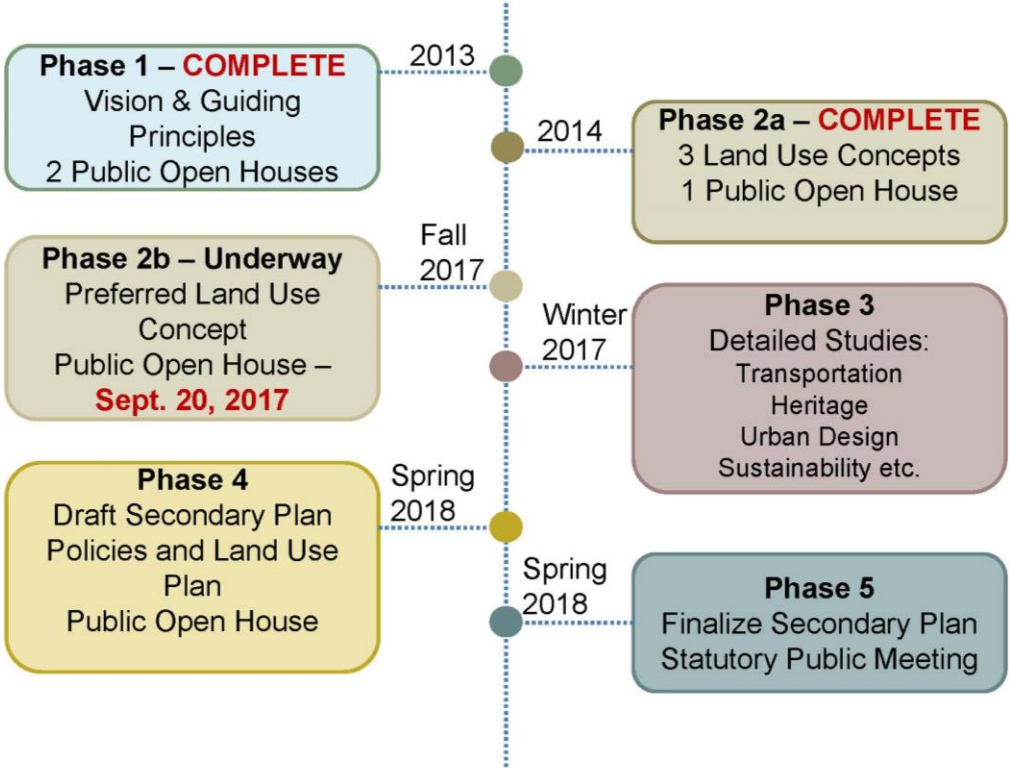 2013
Phase 1 – COMPLETE
Vision & Guiding
Principles
2 Public Open Houses
2014
Phase 2a – COMPLETE
3 Land Use Concepts
1 Public Open House
Fall
2017
Phase 2b – Underway
Preferred Land Use
Concept
Public Open House –
Sept. 20, 2017
Winter
2017
Phase 3
Detailed Studies:
Transportation
Heritage
Urban Design
Sustainability etc.
Spring
2018
Phase 4
Draft Secondary Plan
Policies and Land Use
Plan
Public Open House
Spring
2018
Phase 5
Finalize Secondary Plan
Statutory Public Meeting